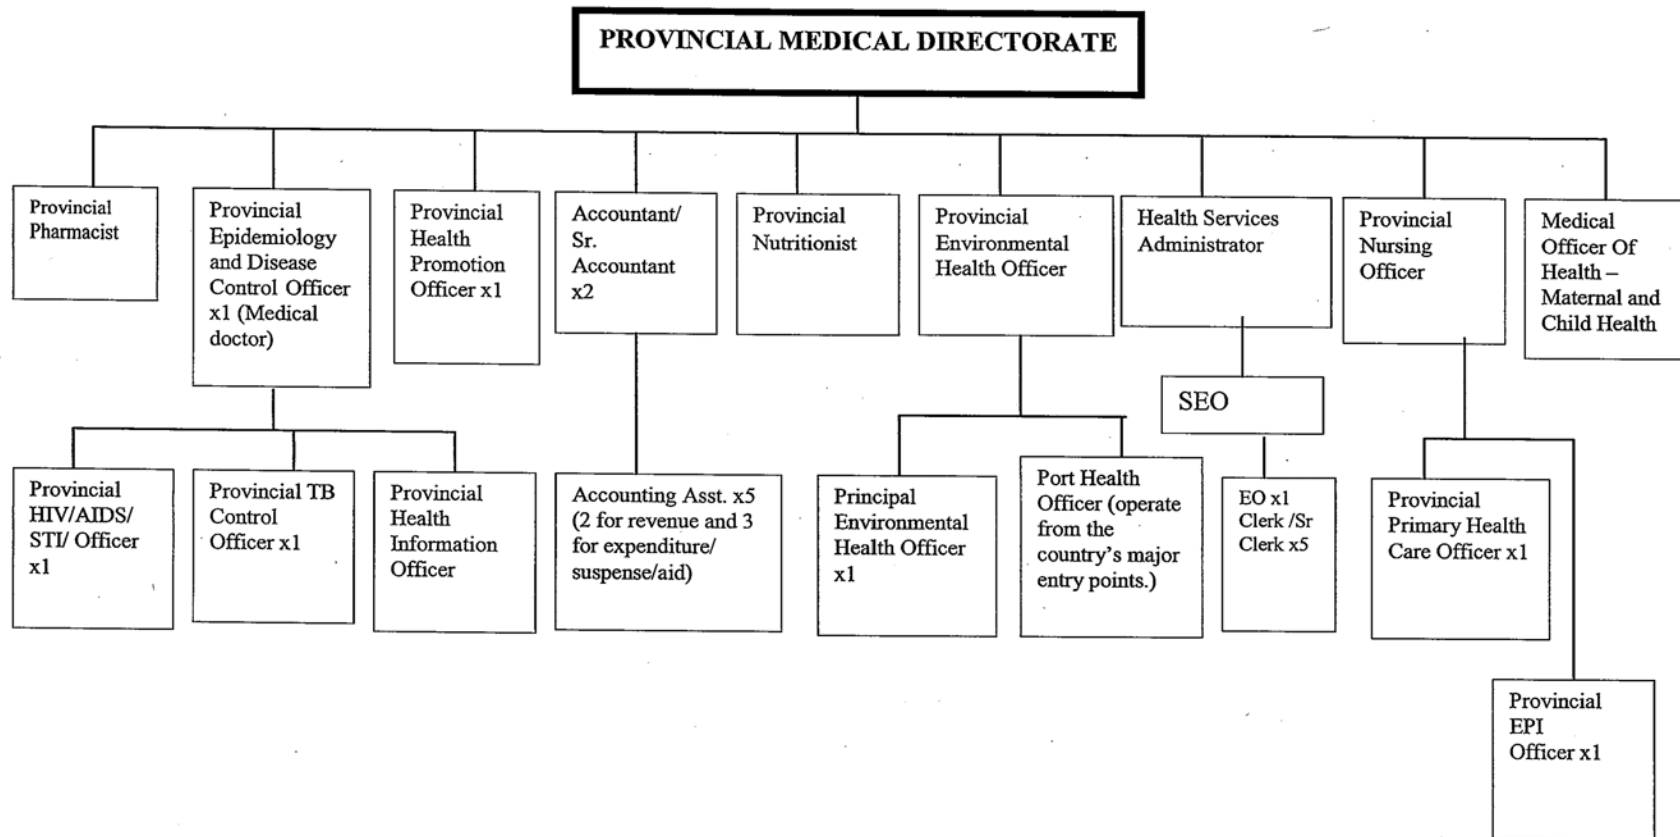 PROVINCIAL MEDICAL DIRECTORATE
Provincial
Pharmacist
Provincial
Epidemiology
and Disease
Control Officer
x1 (Medical
doctor)
Provincial
Health
Promotion
Officer x1
Accountant/
Sr.
Accountant
x2
Provincial
Nutritionist
Provincial
Environmental
Health Officer
Health Services
Administrator
Provincial
Nursing
Officer
Medical
Officer Of
Health –
Maternal and
Child Health
SEO
Provincial
HIV/AIDS/
STI/ Officer
x1
Provincial TB
Control
Officer x1
Provincial
Health
Information
Officer
Accounting Asst. x5
(2 for revenue and 3
for expenditure/
suspense/aid)
Principal
Environmental
Health Officer
x1
Port Health
Officer (operate
from the
country's major
entry points.)
EO x1
Clerk /Sr
Clerk x5
Provincial
Primary Health
Care Officer x1
Provincial
EPI
Officer x1